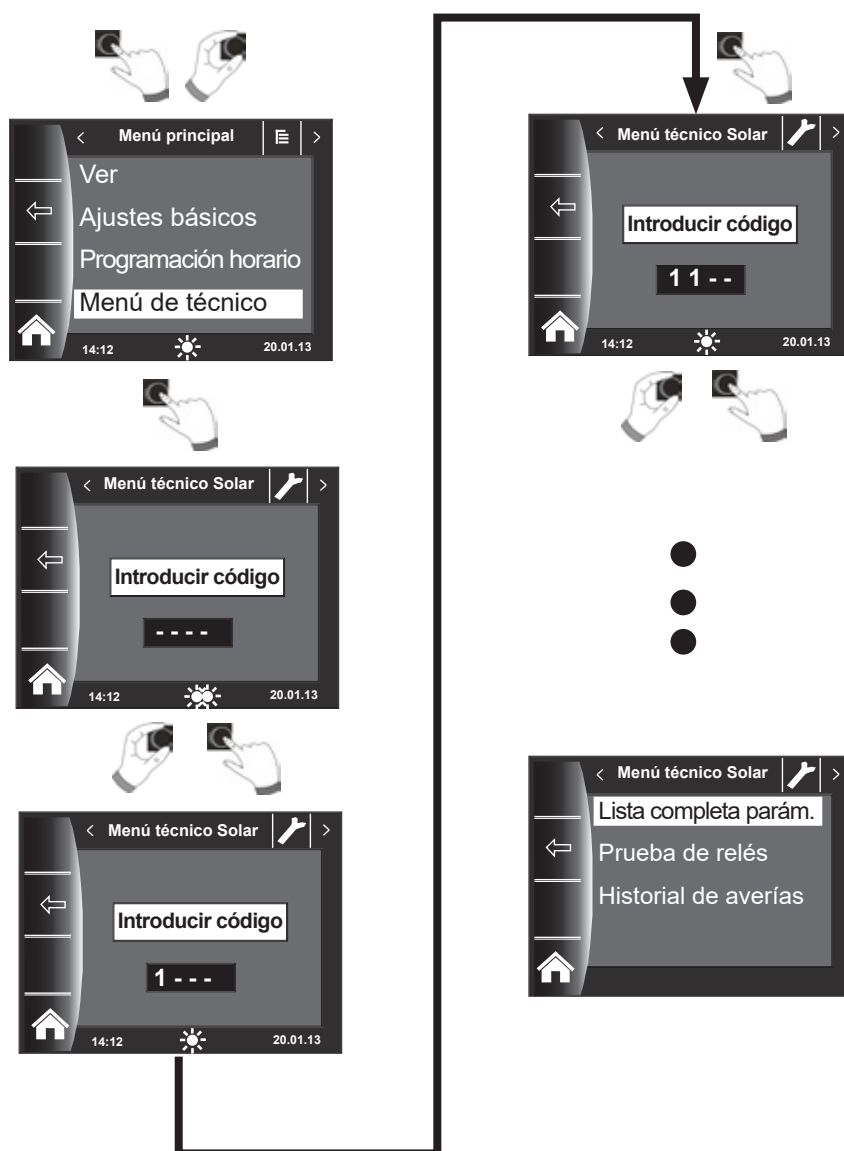 < Menú principal >
Ver
Ajustes básicos
Programación horario
Menú de técnico
14:12 20.01.13
< Menú técnico Solar >
Introducir código
- - - -
14:12 20.01.13
< Menú técnico Solar >
Introducir código
1 - - -
14:12 20.01.13
< Menú técnico Solar >
Introducir código
1 1 - -
14:12 20.01.13
< Menú técnico Solar >
Lista completa parám.
Prueba de relés
Historial de averías